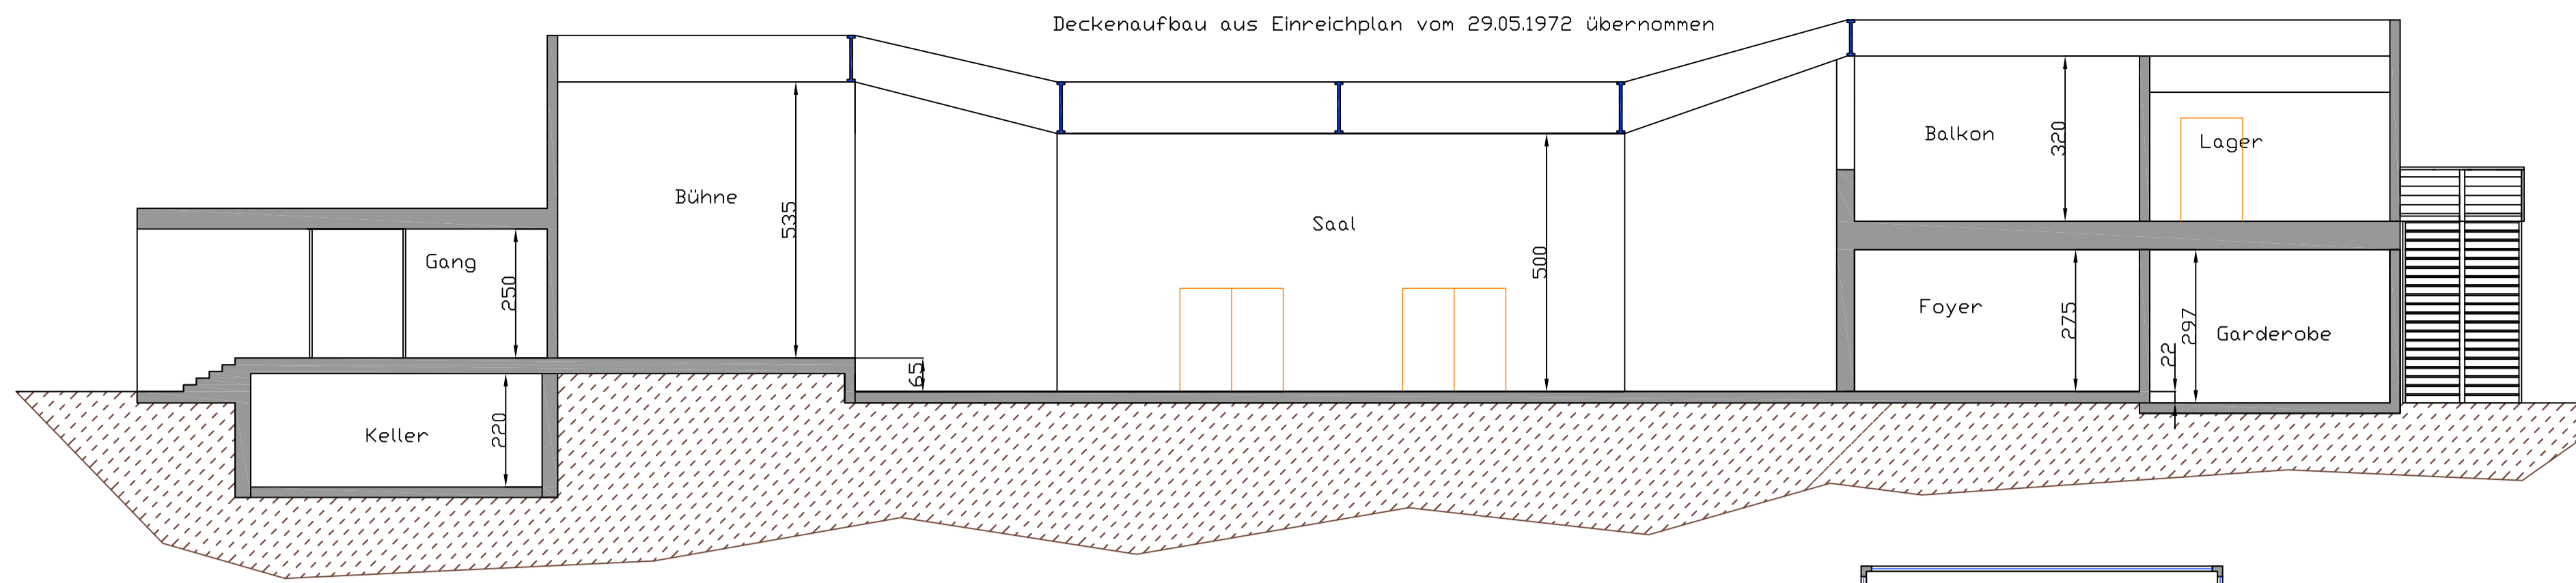 Deckenaufbau aus Einreichplan vom 29.05.1972 übernommen
Balkon
320
Lager
Bühne
535
Saal
500
Gang
250
Foyer
275
22
297
Garderobe
65
Keller
220